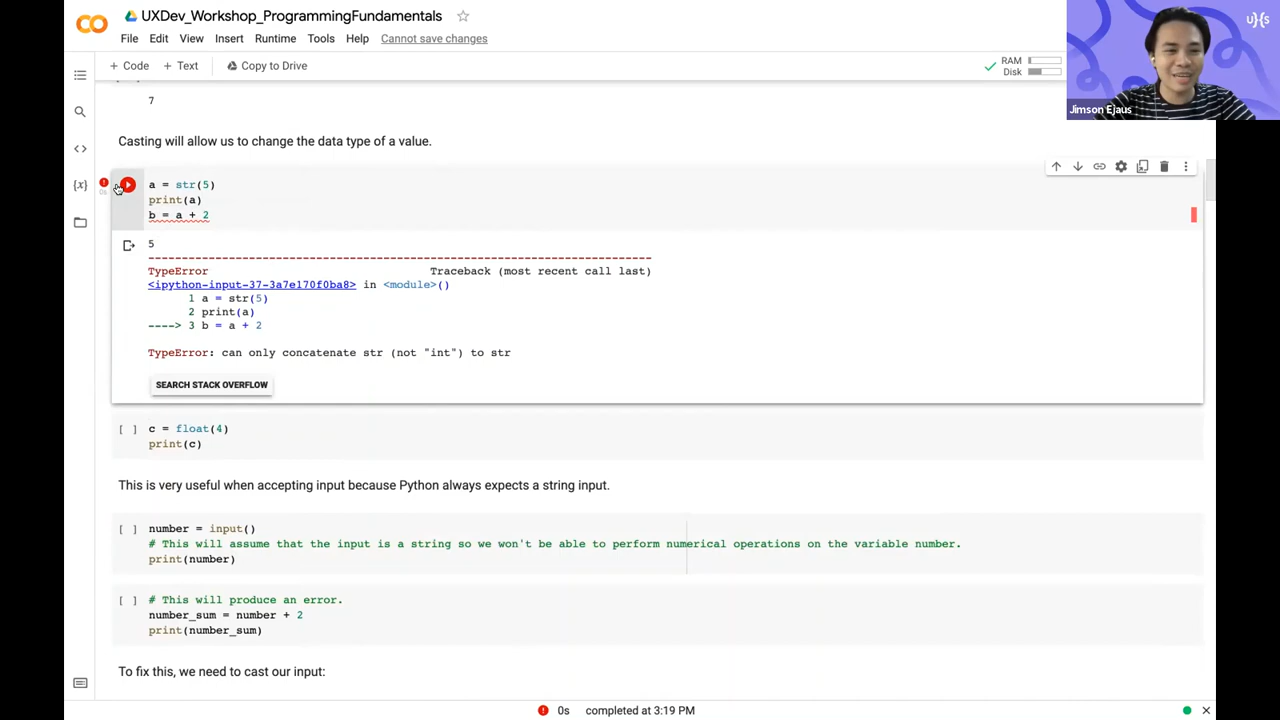 UXDev_Workshop_ProgrammingFundamentals
File Edit View Insert Runtime Tools Help Cannot save changes
+ Code + Text Copy to Drive
RAM
Disk
u}{s
Jimson Ejaus
7
Casting will allow us to change the data type of a value.
a = str(5)
print(a)
b = a + 2
0s
5
---------------------------------------------------------------------------
TypeError Traceback (most recent call last)
<ipython-input-37-3a7e170f0ba8> in <module>()
1 a = str(5)
2 print(a)
----> 3 b = a + 2
TypeError: can only concatenate str (not "int") to str
SEARCH STACK OVERFLOW
[ ] c = float(4)
print(c)
This is very useful when accepting input because Python always expects a string input.
[ ] number = input()
# This will assume that the input is a string so we won't be able to perform numerical operations on the variable number.
print(number)
[ ] # This will produce an error.
number_sum = number + 2
print(number_sum)
To fix this, we need to cast our input:
0s completed at 3:19 PM